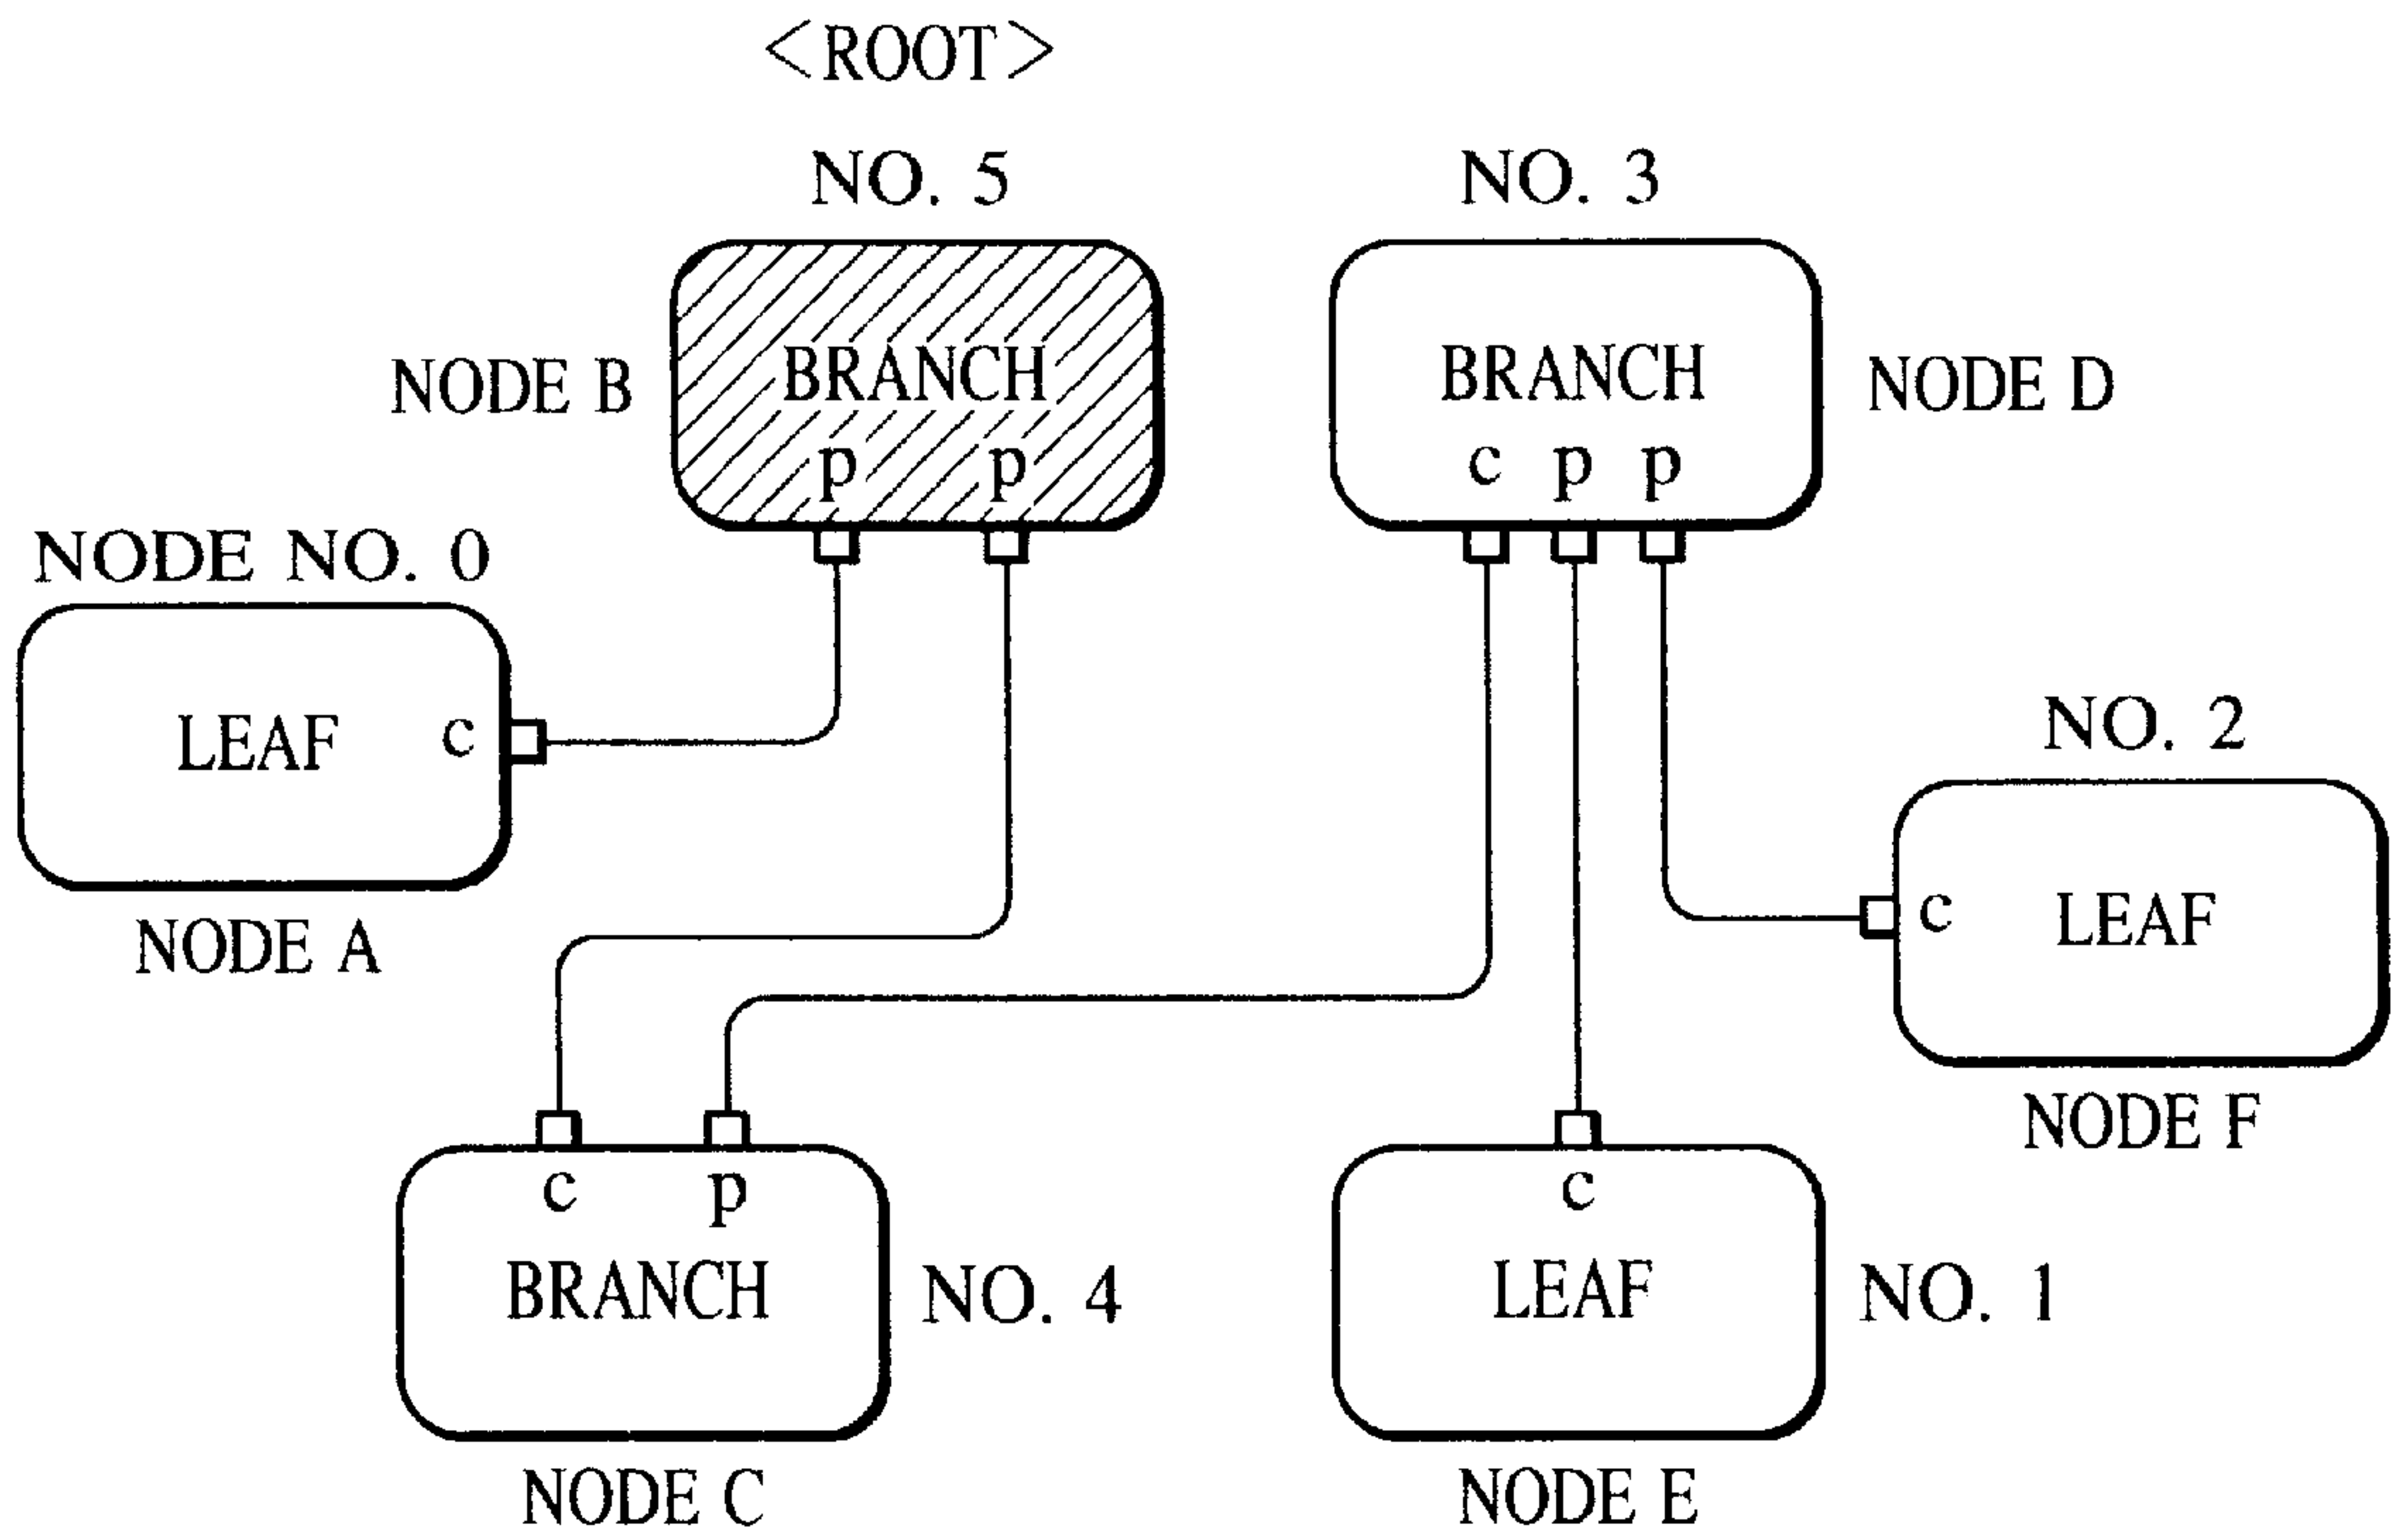 <ROOT>
NO. 5
NO. 3
NODE B
BRANCH
p p
BRANCH
c p p
NODE D
NODE NO. 0
LEAF c
NODE A
NO. 2
c LEAF
NODE F
c p
BRANCH
NO. 4
NODE C
c
LEAF
NO. 1
NODE E